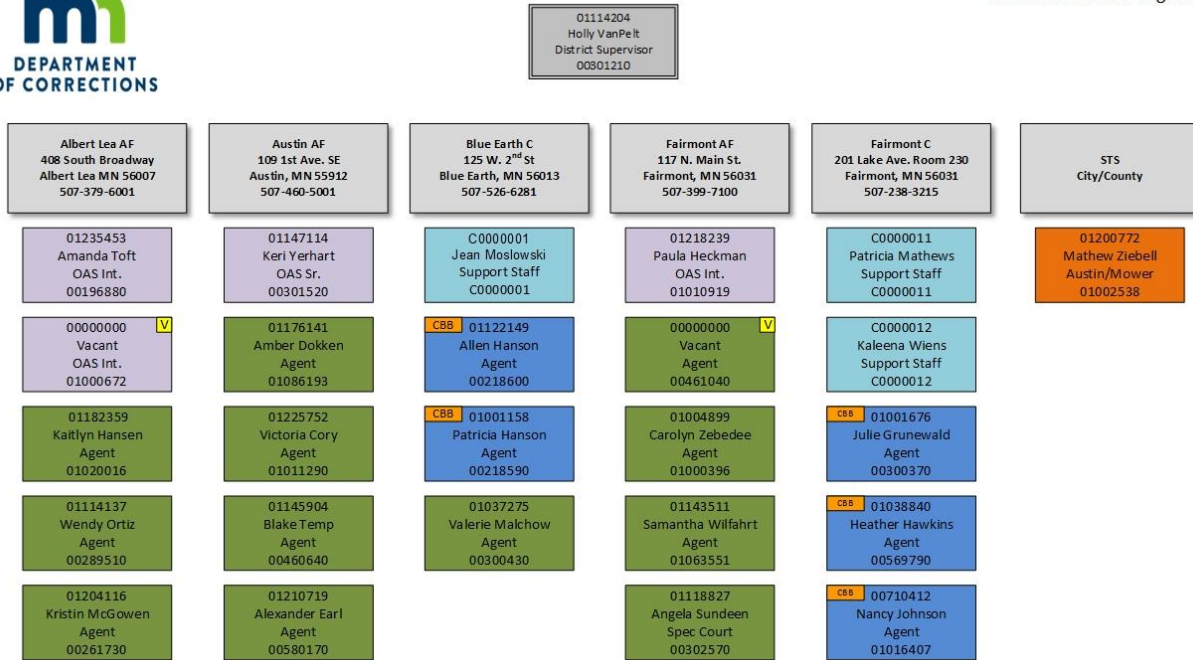 DEPARTMENT
OF CORRECTIONS
01114204
Holly VanPelt
District Supervisor
00301210
Albert Lea AF
408 South Broadway
Albert Lea MN 56007
507-379-6001
Austin AF
109 1st Ave. SE
Austin, MN 55912
507-460-5001
Blue Earth C
125 W. 2nd St
Blue Earth, MN 56013
507-526-6281
Fairmont AF
117 N. Main St.
Fairmont, MN 56031
507-399-7100
Fairmont C
201 Lake Ave. Room 230
Fairmont, MN 56031
507-238-3215
STS
City/County
01235453
Amanda Toft
OAS Int.
00196880
01147114
Keri Yerhart
OAS Sr.
00301520
C0000001
Jean Moslowski
Support Staff
C0000001
01218239
Paula Heckman
OAS Int.
01010919
C0000011
Patricia Mathews
Support Staff
C0000011
01200772
Mathew Ziebell
Austin/Mower
01002538
00000000 V
Vacant
OAS Int.
01000672
01176141
Amber Dokken
Agent
01086193
CBB 01122149
Allen Hanson
Agent
00218600
00000000 V
Vacant
Agent
00461040
C0000012
Kaleena Wiens
Support Staff
C0000012
01182359
Kaitlyn Hansen
Agent
01020016
01225752
Victoria Cory
Agent
01011290
CBB 01001158
Patricia Hanson
Agent
00218590
01004899
Carolyn Zebedee
Agent
01000396
CBB 01001676
Julie Grunewald
Agent
00300370
01114137
Wendy Ortiz
Agent
00289510
01145904
Blake Temp
Agent
00460640
01037275
Valerie Malchow
Agent
00300430
01143511
Samantha Wilfahrt
Agent
01063551
CBB 01038840
Heather Hawkins
Agent
00569790
01204116
Kristin McGowen
Agent
00261730
01210719
Alexander Earl
Agent
00580170
01118827
Angela Sundeen
Spec Court
00302570
CBB 00710412
Nancy Johnson
Agent
01016407